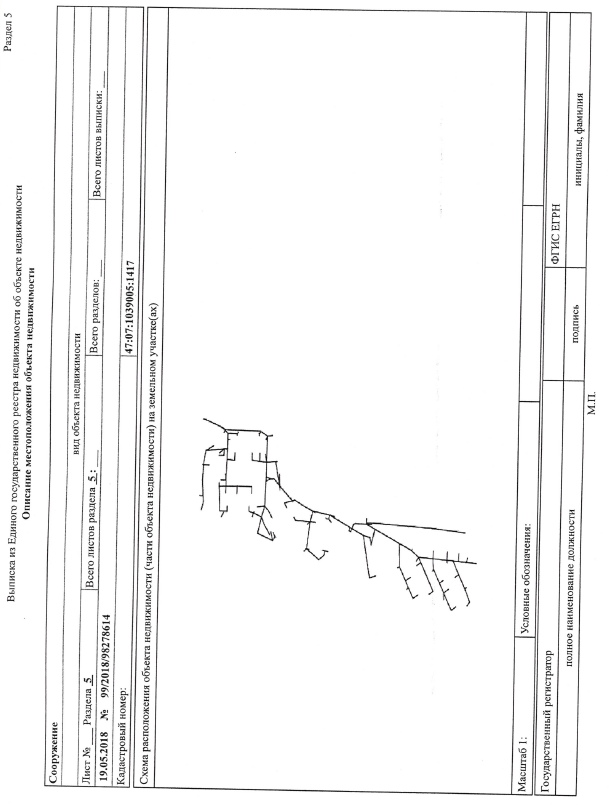 Раздел 5
Выписка из Единого государственного реестра недвижимости об объекте недвижимости
Описание местоположения объекта недвижимости
Сооружение
вид объекта недвижимости
Лист № ___ Раздела 5 Всего листов раздела 5 : ___ Всего разделов: ___ Всего листов выписки: ___
19.05.2018 № 99/2018/98278614
Кадастровый номер: 47:07:1039005:1417
Схема расположения объекта недвижимости (части объекта недвижимости) на земельном участке(ах)
Масштаб 1: Условные обозначения:
Государственный регистратор ФГИС ЕГРН
полное наименование должности подпись инициалы, фамилия
М.П.